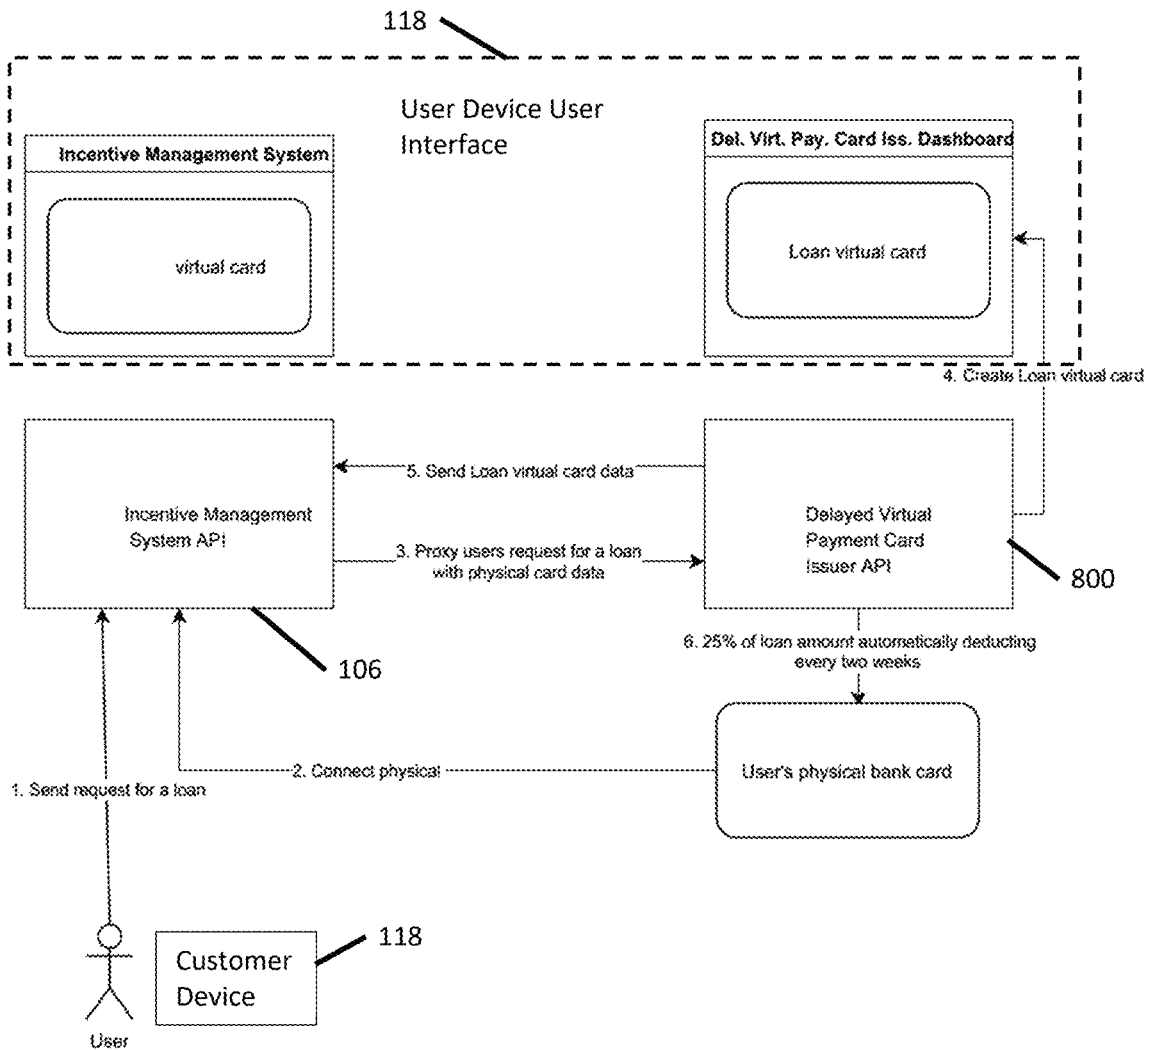 118
User Device User
Interface
Incentive Management System
virtual card
Del. Virt. Pay. Card Iss. Dashboard
Loan virtual card
4. Create Loan virtual card
Incentive Management
System API
5. Send Loan virtual card data
3. Proxy users request for a loan
with physical card data
Delayed Virtual
Payment Card
Issuer API
800
106
6. 25% of loan amount automatically deducting
every two weeks
2. Connect physical
User's physical bank card
1. Send request for a loan
118
Customer
Device
User